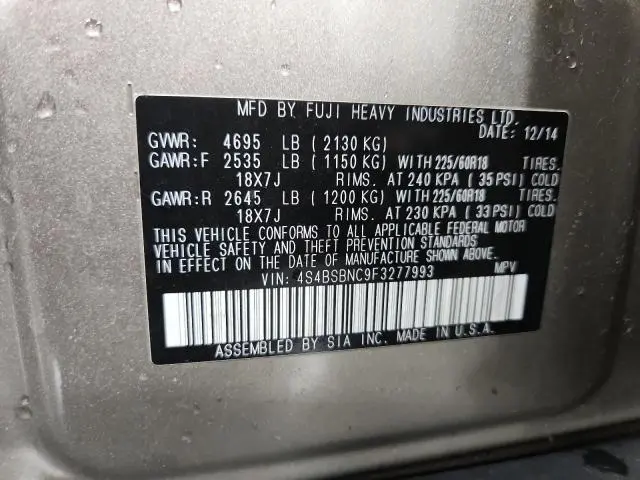 MFD BY FUJI HEAVY INDUSTRIES LTD.
DATE: 12/14
GVWR: 4695 LB (2130 KG)
GAWR:F 2535 LB (1150 KG) WITH 225/60R18 TIRES.
18X7J RIMS. AT 240 KPA (35 PSI) COLD
GAWR:R 2645 LB (1200 KG) WITH 225/60R18 TIRES.
18X7J RIMS. AT 230 KPA (33 PSI) COLD
THIS VEHICLE CONFORMS TO ALL APPLICABLE FEDERAL MOTOR
VEHICLE SAFETY AND THEFT PREVENTION STANDARDS
IN EFFECT ON THE DATE OF MANUFACTURE SHOWN ABOVE.
VIN: 4S4BSBNC9F3277993 MPV
ASSEMBLED BY SIA INC. MADE IN U.S.A.